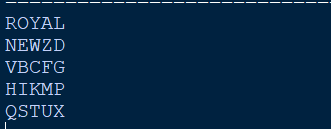 ROYAL
NEWZD
VBCFG
HIKMP
QSTUX